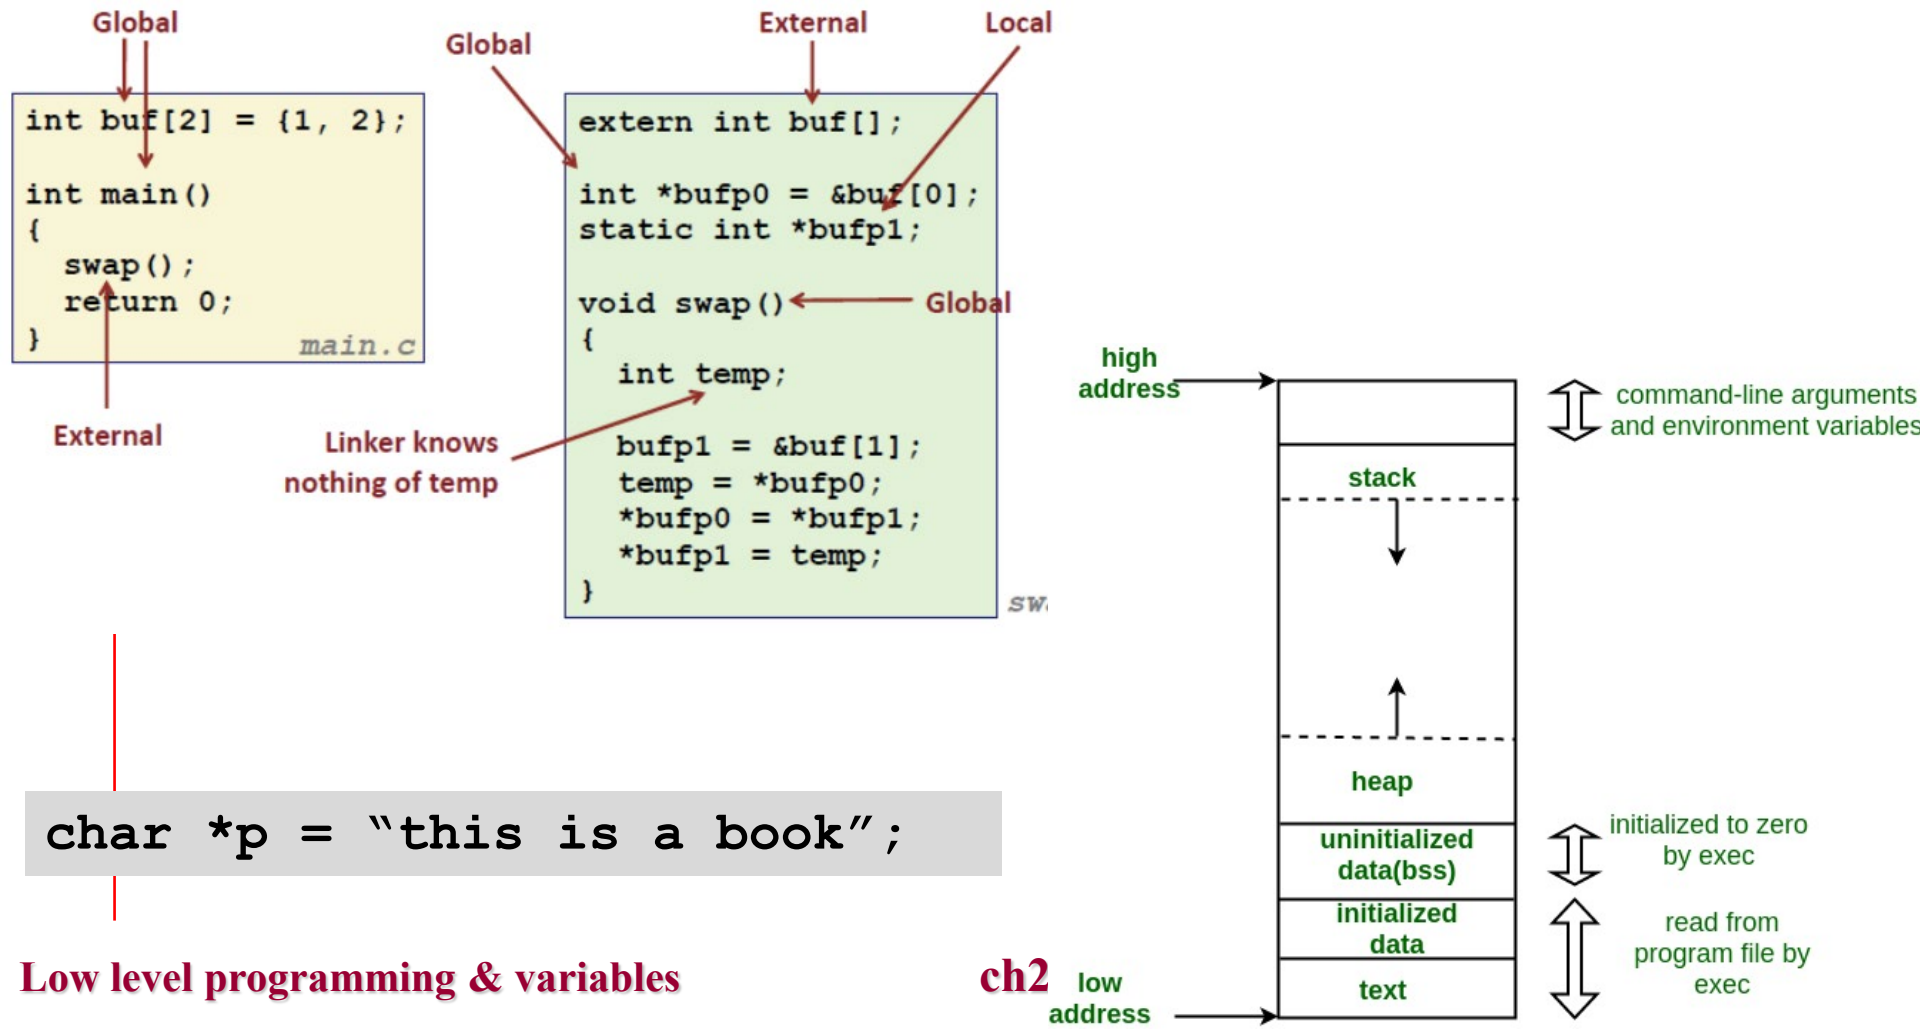 Global
int buf[2] = {1, 2};
int main()
{
swap();
return 0;
}
main.c
External
Global
External
Local
extern int buf[];
int *bufp0 = &buf[0];
static int *bufp1;
void swap()
Global
{
int temp;
Linker knows
nothing of temp
bufp1 = &buf[1];
temp = *bufp0;
*bufp0 = *bufp1;
*bufp1 = temp;
}
char *p = “this is a book”;
Low level programming & variables
ch2
high
address
command-line arguments
and environment variables
stack
heap
uninitialized
data(bss)
initialized to zero
by exec
initialized
data
read from
program file by
exec
text
low
address